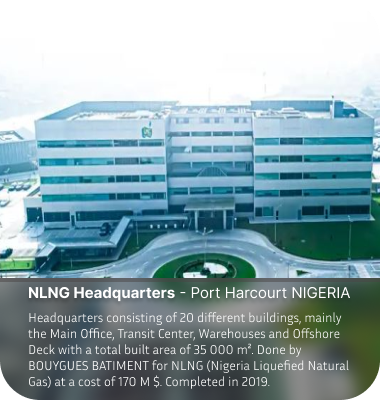 NLNG Headquarters - Port Harcourt NIGERIA
Headquarters consisting of 20 different buildings, mainly
the Main Office, Transit Center, Warehouses and Offshore
Deck with a total built area of 35 000 m². Done by
BOUYGUES BATIMENT for NLNG (Nigeria Liquefied Natural
Gas) at a cost of 170 M $. Completed in 2019.